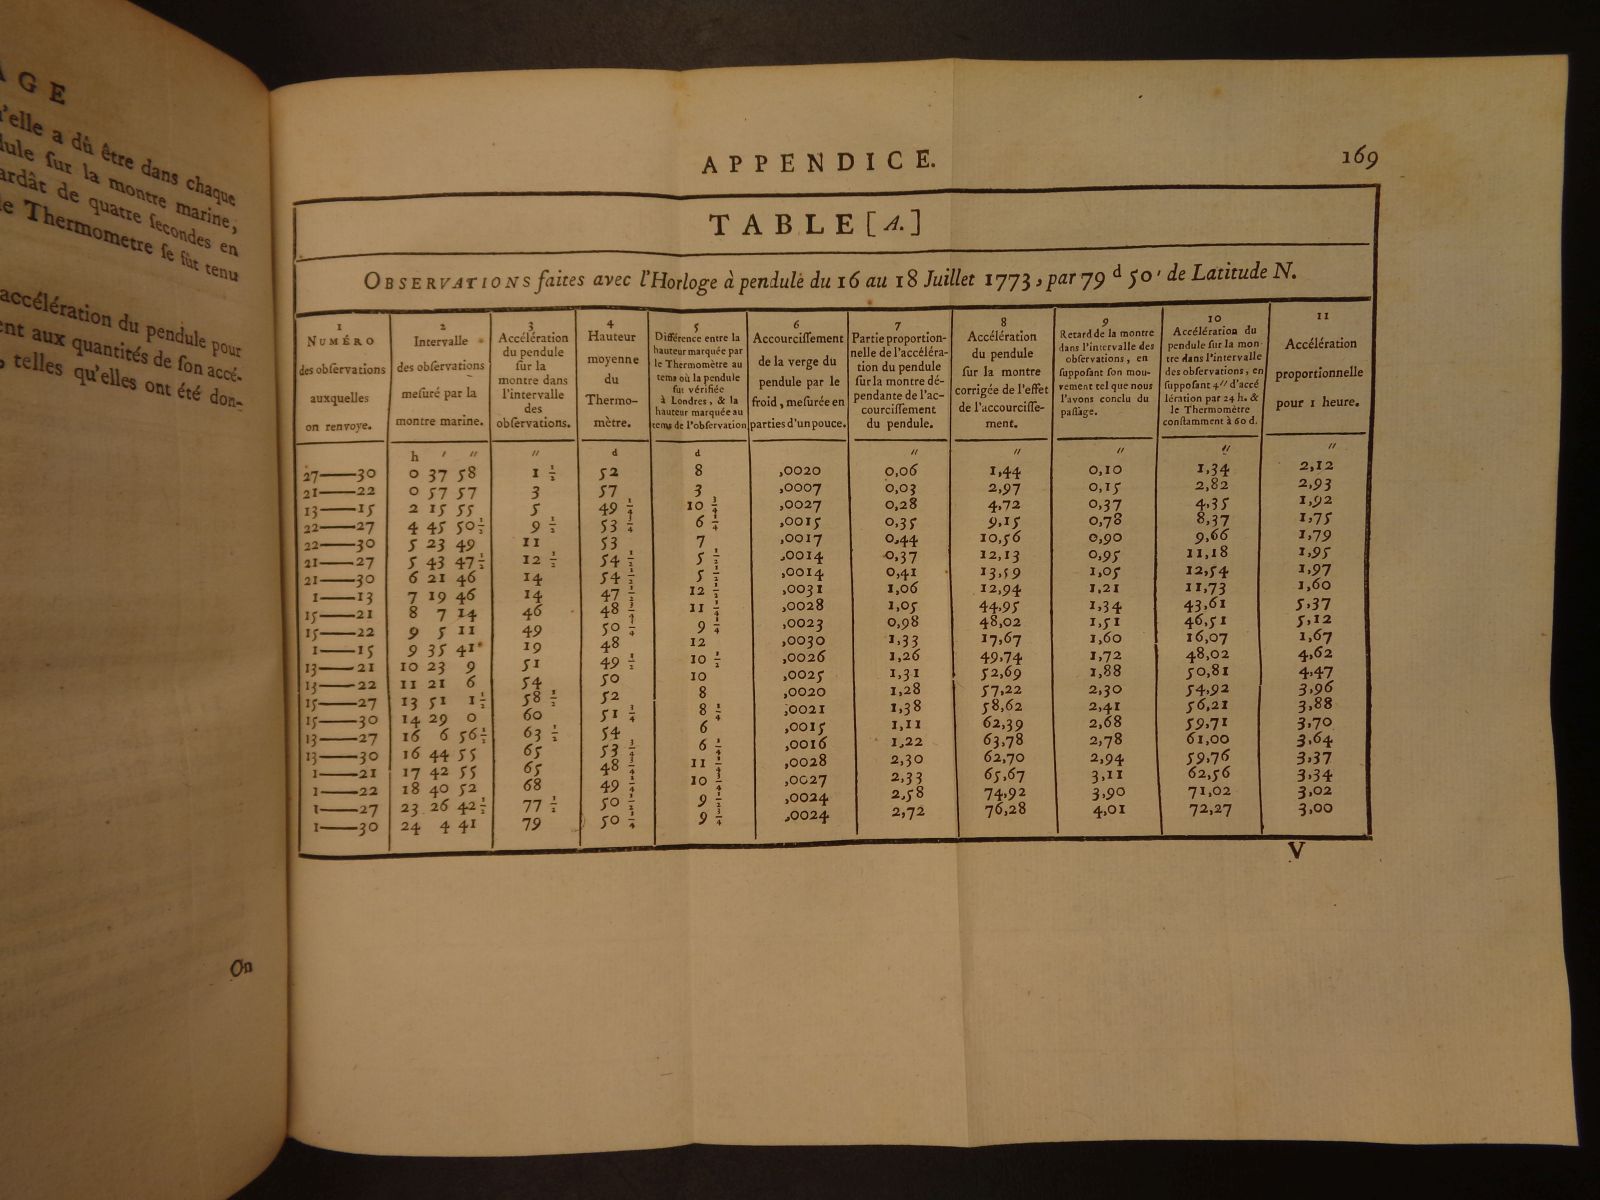 AGE
u'elle a dû être dans chaque
dule ſur la montre marine,
ardât de quatre ſecondes en
le Thermometre ſe fût tenu
accélération du pendule pour
ent aux quantités de ſon accé-
, telles qu'elles ont été don-
On
APPENDICE. 169
TABLE [A.]
OBSERVATIONS faites avec l'Horloge à pendule du 16 au 18 Juillet 1773, par 79 d 50′ de Latitude N.
1 NUMÉRO des obſervations auxquelles on renvoye.
2 Intervalle des obſervations meſuré par la montre marine.
3 Accélération du pendule ſur la montre dans l'intervalle des obſervations.
4 Hauteur moyenne du Thermo- mètre.
5 Différence entre la hauteur marquée par le Thermomètre au tems où la pendule fut vérifiée à Londres, & la hauteur marquée au tems de l'obſervation
6 Accourciſſement de la verge du pendule par le froid, meſurée en parties d'un pouce.
7 Partie proportion- nelle de l'accéléra- tion du pendule ſur la montre dé- pendante de l'ac- courciſſement du pendule.
8 Accélération du pendule ſur la montre corrigée de l'effet de l'accourciſſe- ment.
9 Retard de la montre dans l'intervalle des obſervations, en ſuppoſant ſon mou- vement tel que nous l'avons conclu du paſſage.
10 Accélération du pendule ſur la mon- tre dans l'intervalle des obſervations, en ſuppoſant 4″ d'accé lération par 24 h. & le Thermomètre conſtamment à 60 d.
11 Accélération proportionnelle pour 1 heure.
h ′ ″ ″ d d ″ ″ ″ ″
27—30 0 37 58 1 1/2 52 8 ,0020 0,06 1,44 0,10 1,34 2,12
21—22 0 57 57 3 57 3 ,0007 0,03 2,97 0,15 2,82 2,93
13—15 2 15 55 5 49 1/4 10 3/4 ,0027 0,28 4,72 0,37 4,35 1,92
22—27 4 45 50 1/2 9 1/2 53 3/4 6 1/4 ,0015 0,35 9,15 0,78 8,37 1,75
22—30 5 23 49 11 53 7 ,0017 0,44 10,56 0,90 9,66 1,79
21—27 5 43 47 1/2 12 1/2 54 1/2 5 1/2 ,0014 0,37 12,13 0,95 11,18 1,95
21—30 6 21 46 14 54 1/2 5 1/2 ,0014 0,41 13,59 1,05 12,54 1,97
1—13 7 19 46 14 47 1/2 12 1/2 ,0031 1,06 12,94 1,21 11,73 1,60
15—21 8 7 14 46 48 11 ,0028 1,05 44,95 1,34 43,61 5,37
15—22 9 5 11 49 50 9 ,0023 0,98 48,02 1,51 46,51 5,12
1—15 9 35 41 19 48 12 ,0030 1,33 17,67 1,60 16,07 1,67
13—21 10 23 9 51 49 1/2 10 1/2 ,0026 1,26 49,74 1,72 48,02 4,62
13—22 11 21 6 54 50 10 ,0025 1,31 52,69 1,88 50,81 4,47
15—27 13 51 1 1/2 58 1/2 52 8 ,0020 1,28 57,22 2,30 54,92 3,96
15—30 14 29 0 60 51 3/4 8 1/4 ,0021 1,38 58,62 2,41 56,21 3,88
13—27 16 6 56 1/2 63 1/2 54 6 ,0015 1,11 62,39 2,68 59,71 3,70
13—30 16 44 55 65 53 3/4 6 1/4 ,0016 1,22 63,78 2,78 61,00 3,64
1—21 17 42 55 65 48 11 ,0028 2,30 62,70 2,94 59,76 3,37
1—22 18 40 52 68 49 10 ,0027 2,33 65,67 3,11 62,56 3,34
1—27 23 26 42 1/2 77 1/2 50 9 ,0024 2,58 74,92 3,90 71,02 3,02
1—30 24 4 41 79 50 1/4 9 3/4 ,0024 2,72 76,28 4,01 72,27 3,00
V